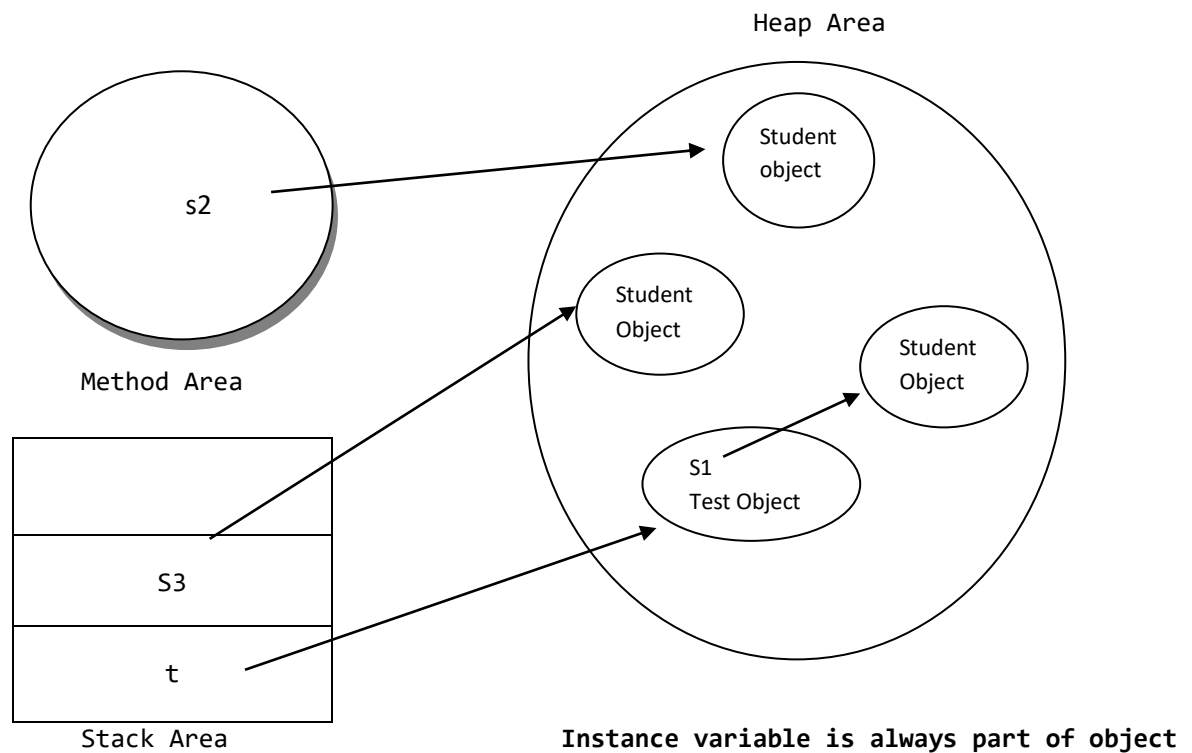 Heap Area
Student
object
s2
Student
Object
Student
Object
Method Area
S1
Test Object
S3
t
Stack Area
Instance variable is always part of object